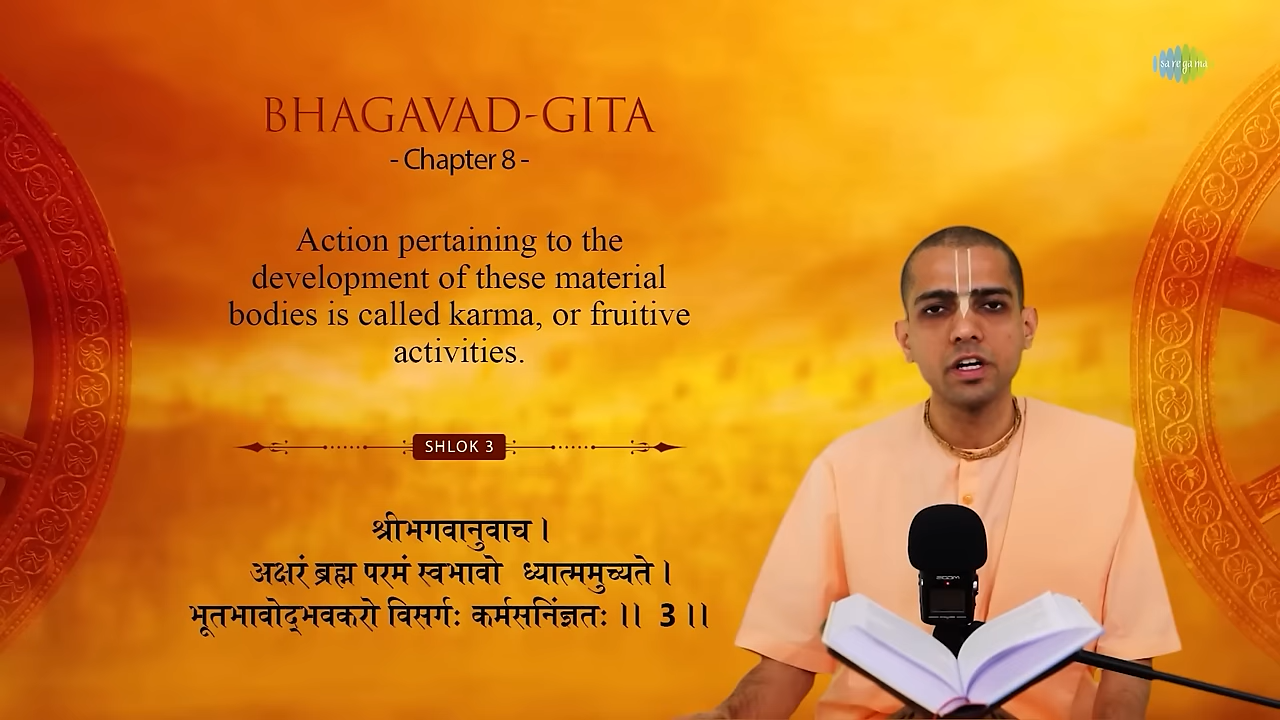 saregama
BHAGAVAD-GITA
- Chapter 8 -
Action pertaining to the
development of these material
bodies is called karma, or fruitive
activities.
SHLOK 3
श्रीभगवानुवाच ।
अक्षरं ब्रह्म परमं स्वभावो ध्यात्ममुच्यते ।
भूतभावोद्भवकरो विसर्गः कर्मसनिंज्ञतः ।। 3 ।।
zoom